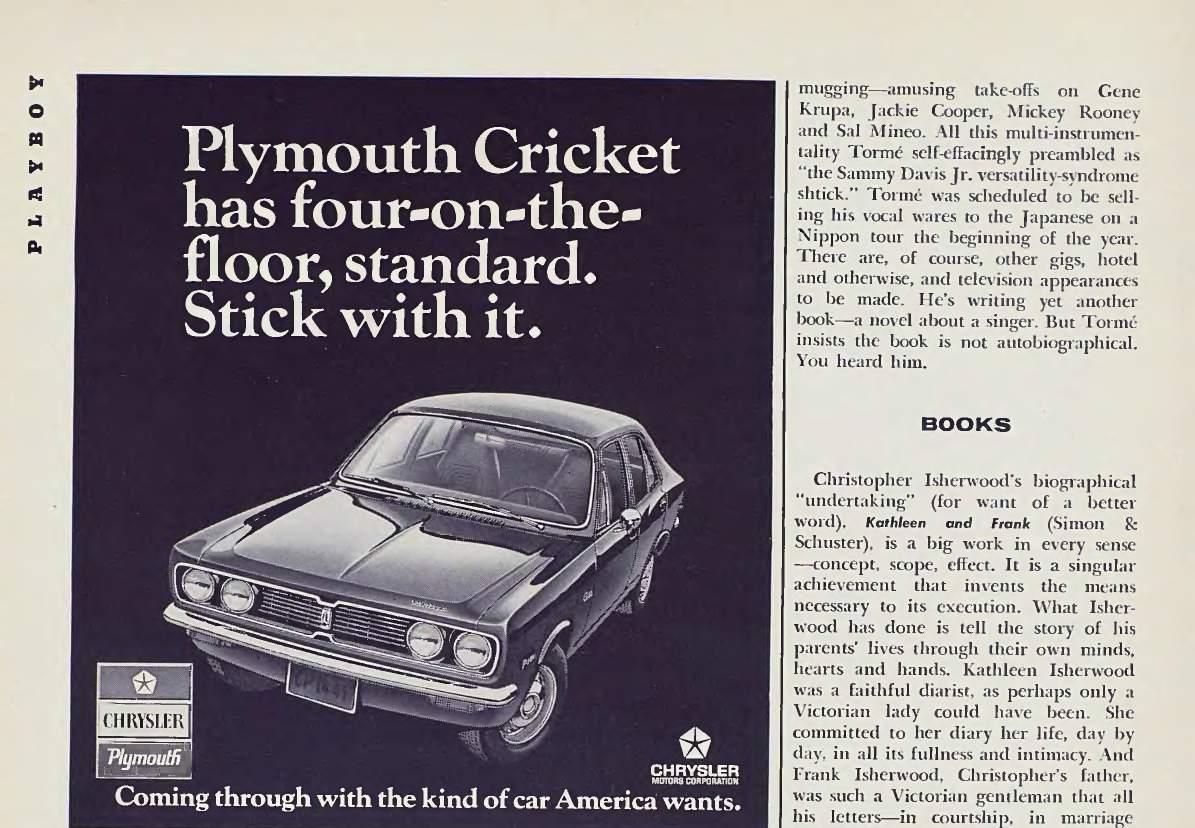 PLAYBOY
Plymouth Cricket
has four-on-the-
floor, standard.
Stick with it.
CHRYSLER
Plymouth
CHRYSLER
MOTORS CORPORATION
Coming through with the kind of car America wants.
mugging—amusing take-offs on Gene
Krupa, Jackie Cooper, Mickey Rooney
and Sal Mineo. All this multi-instrumen-
tality Tormé self-effacingly preambled as
"the Sammy Davis Jr. versatility-syndrome
shtick." Tormé was scheduled to be sell-
ing his vocal wares to the Japanese on a
Nippon tour the beginning of the year.
There are, of course, other gigs, hotel
and otherwise, and television appearances
to be made. He's writing yet another
book—a novel about a singer. But Tormé
insists the book is not autobiographical.
You heard him.
BOOKS
Christopher Isherwood's biographical
"undertaking" (for want of a better
word), Kathleen and Frank (Simon &
Schuster), is a big work in every sense
—concept, scope, effect. It is a singular
achievement that invents the means
necessary to its execution. What Isher-
wood has done is tell the story of his
parents' lives through their own minds,
hearts and hands. Kathleen Isherwood
was a faithful diarist, as perhaps only a
Victorian lady could have been. She
committed to her diary her life, day by
day, in all its fullness and intimacy. And
Frank Isherwood, Christopher's father,
was such a Victorian gentleman that all
his letters—in courtship, in marriage